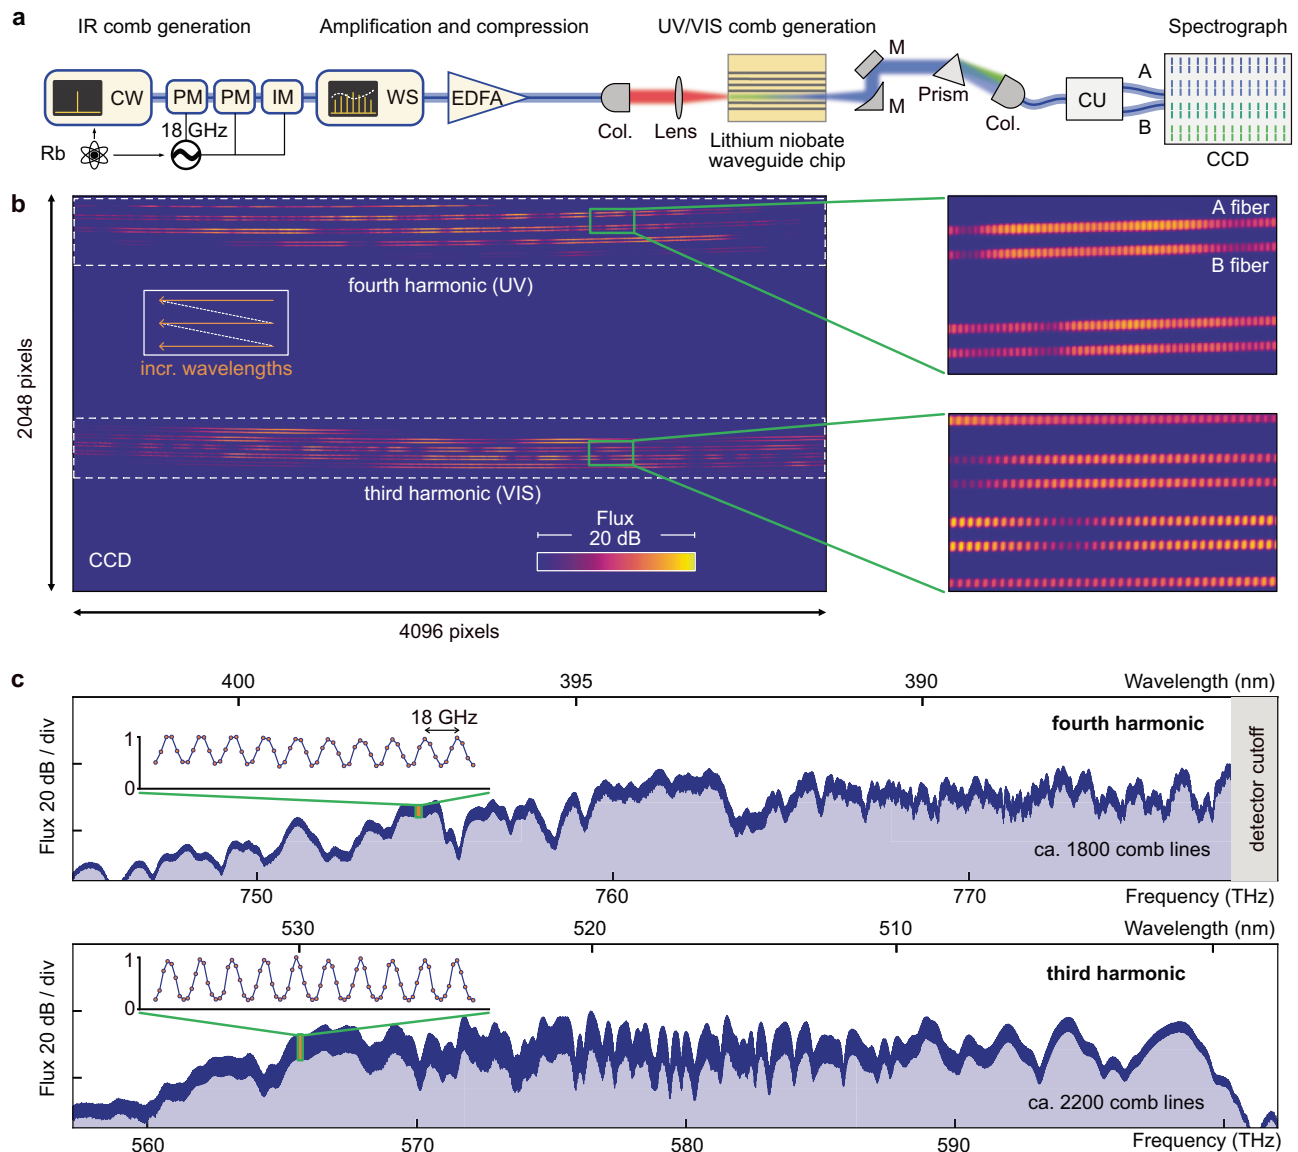 a
IR comb generation
Amplification and compression
UV/VIS comb generation
Spectrograph
CW
PM
PM
IM
WS
EDFA
18 GHz
Rb
Col.
Lens
Lithium niobate
waveguide chip
M
M
Prism
Col.
CU
A
B
CCD
b
2048 pixels
fourth harmonic (UV)
incr. wavelengths
third harmonic (VIS)
Flux
20 dB
CCD
4096 pixels
A fiber
B fiber
c
400
395
390
Wavelength (nm)
Flux 20 dB / div
18 GHz
1
0
fourth harmonic
ca. 1800 comb lines
detector cutoff
750
760
770
Frequency (THz)
530
520
510
Wavelength (nm)
Flux 20 dB / div
1
0
third harmonic
ca. 2200 comb lines
560
570
580
590
Frequency (THz)